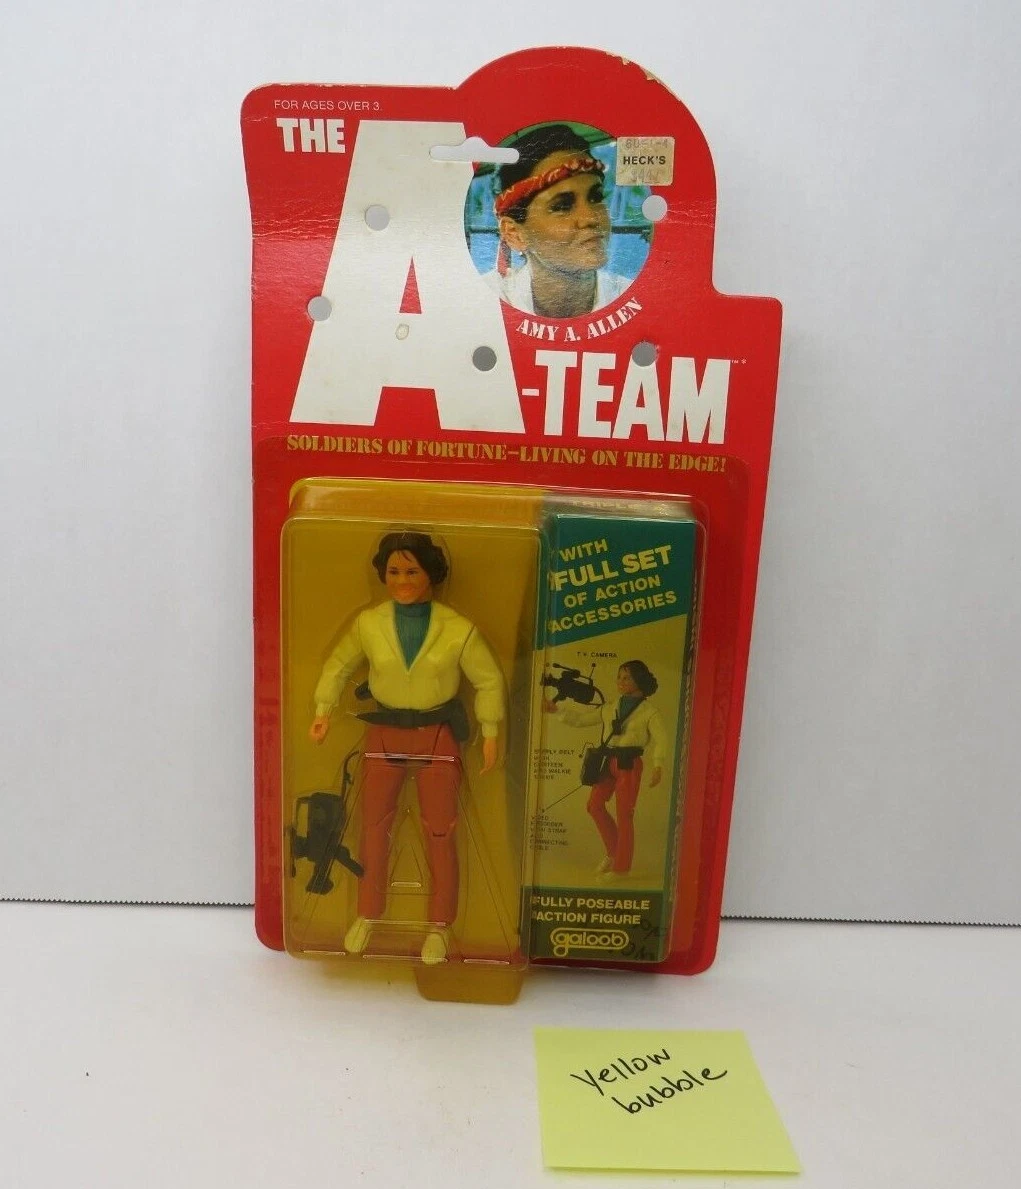 FOR AGES OVER 3.
THE
A-TEAM
HECK'S
AMY A. ALLEN
SOLDIERS OF FORTUNE—LIVING ON THE EDGE!
WITH
FULL SET
OF ACTION
ACCESSORIES
T.V. CAMERA
FULLY POSEABLE
ACTION FIGURE
galoob
Yellow
bubble